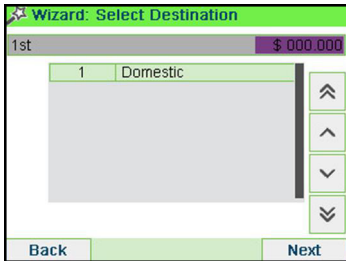 Wizard: Select Destination
1st $ 000.000
1 Domestic
Back Next